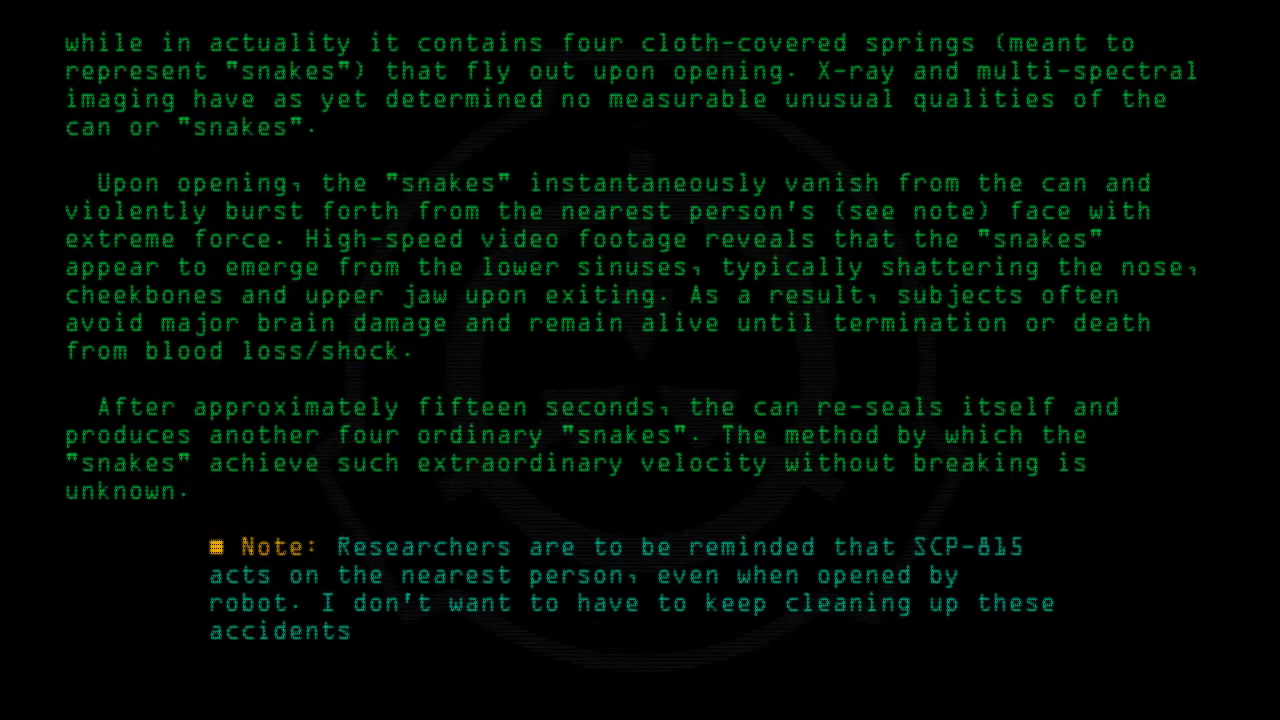 while in actuality it contains four cloth-covered springs (meant to
represent "snakes") that fly out upon opening. X-ray and multi-spectral
imaging have as yet determined no measurable unusual qualities of the
can or "snakes".
Upon opening, the "snakes" instantaneously vanish from the can and
violently burst forth from the nearest person's (see note) face with
extreme force. High-speed video footage reveals that the "snakes"
appear to emerge from the lower sinuses, typically shattering the nose,
cheekbones and upper jaw upon exiting. As a result, subjects often
avoid major brain damage and remain alive until termination or death
from blood loss/shock.
After approximately fifteen seconds, the can re-seals itself and
produces another four ordinary "snakes". The method by which the
"snakes" achieve such extraordinary velocity without breaking is
unknown.
■ Note: Researchers are to be reminded that SCP-815
acts on the nearest person, even when opened by
robot. I don't want to have to keep cleaning up these
accidents